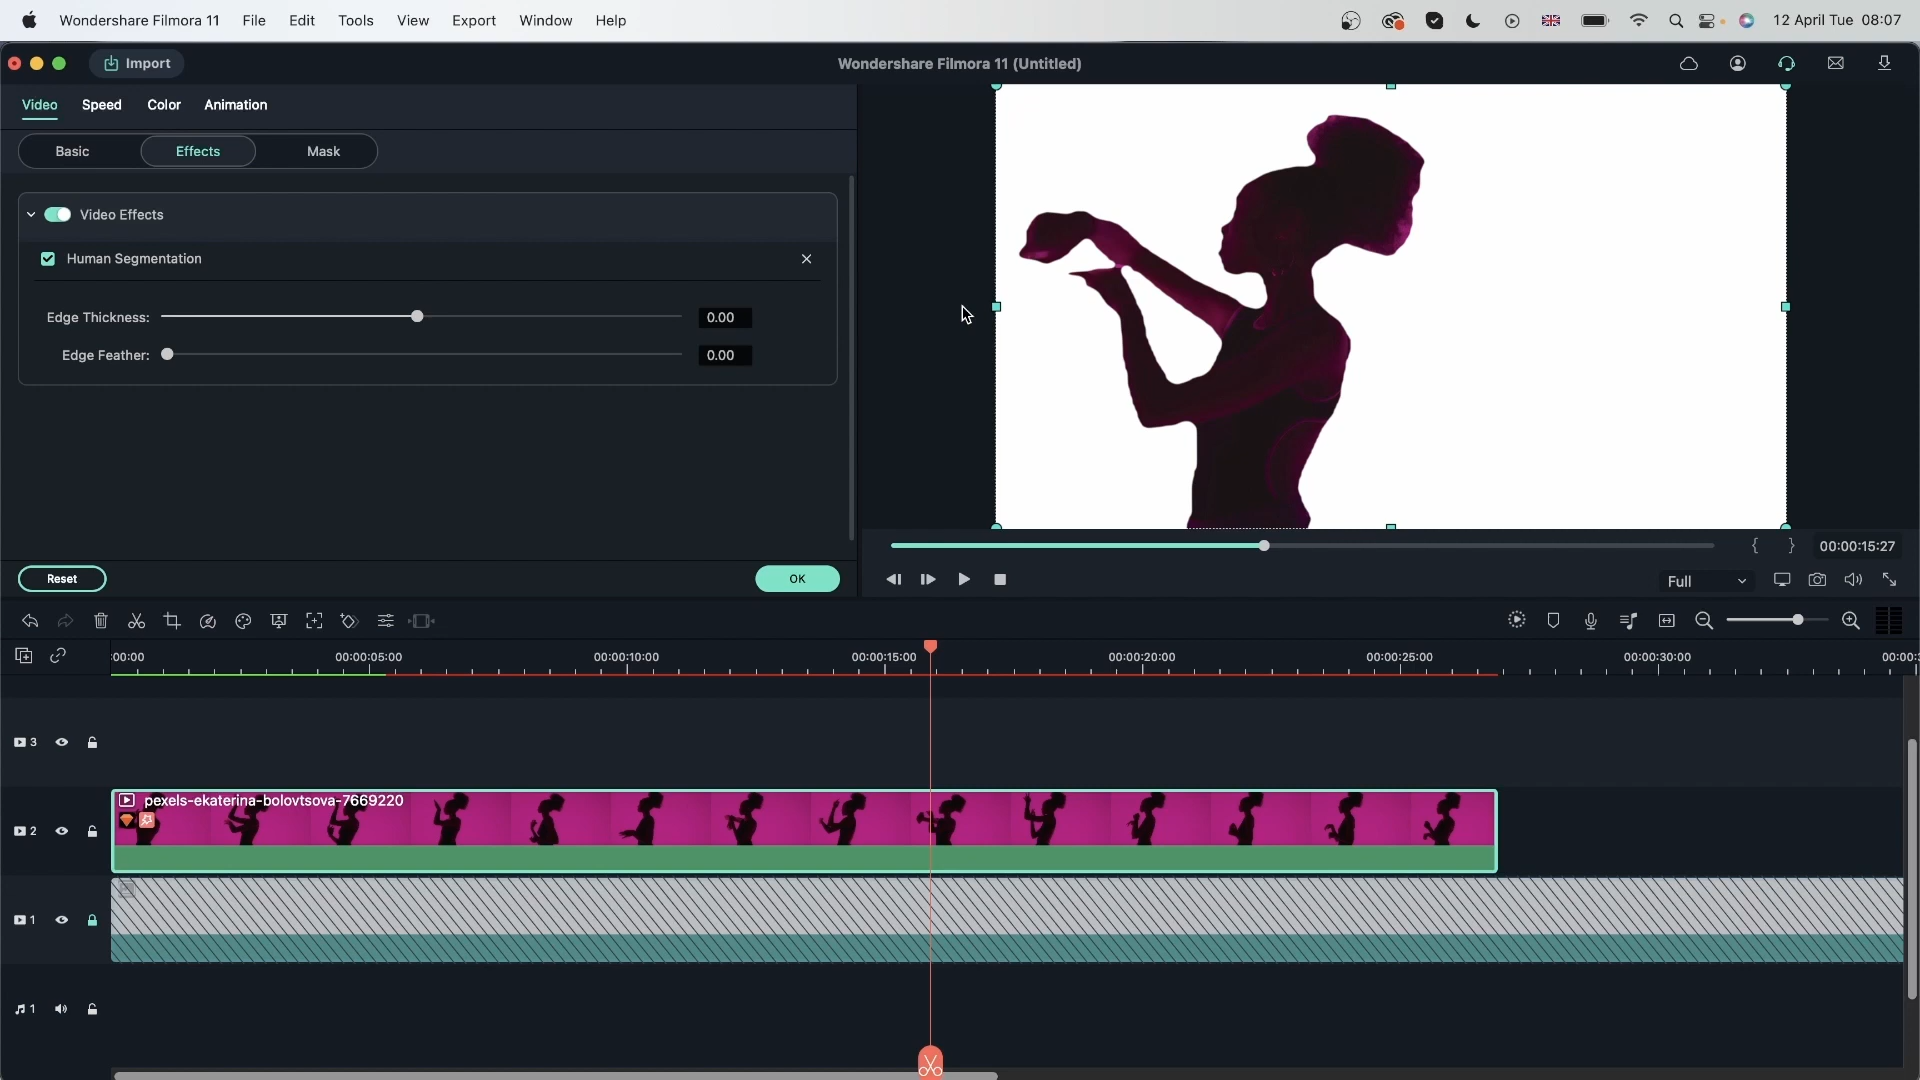 Wondershare Filmora 11 File Edit Tools View Export Window Help 12 April Tue 08:07
Import Wondershare Filmora 11 (Untitled)
Video Speed Color Animation
Basic Effects Mask
Video Effects
Human Segmentation
Edge Thickness: 0.00
Edge Feather: 0.00
{ } 00:00:15:27
Reset OK Full
:00:00 00:00:05:00 00:00:10:00 00:00:15:00 00:00:20:00 00:00:25:00 00:00:30:00 00:00:3
3
pexels-ekaterina-bolovtsova-7669220
2
1
1